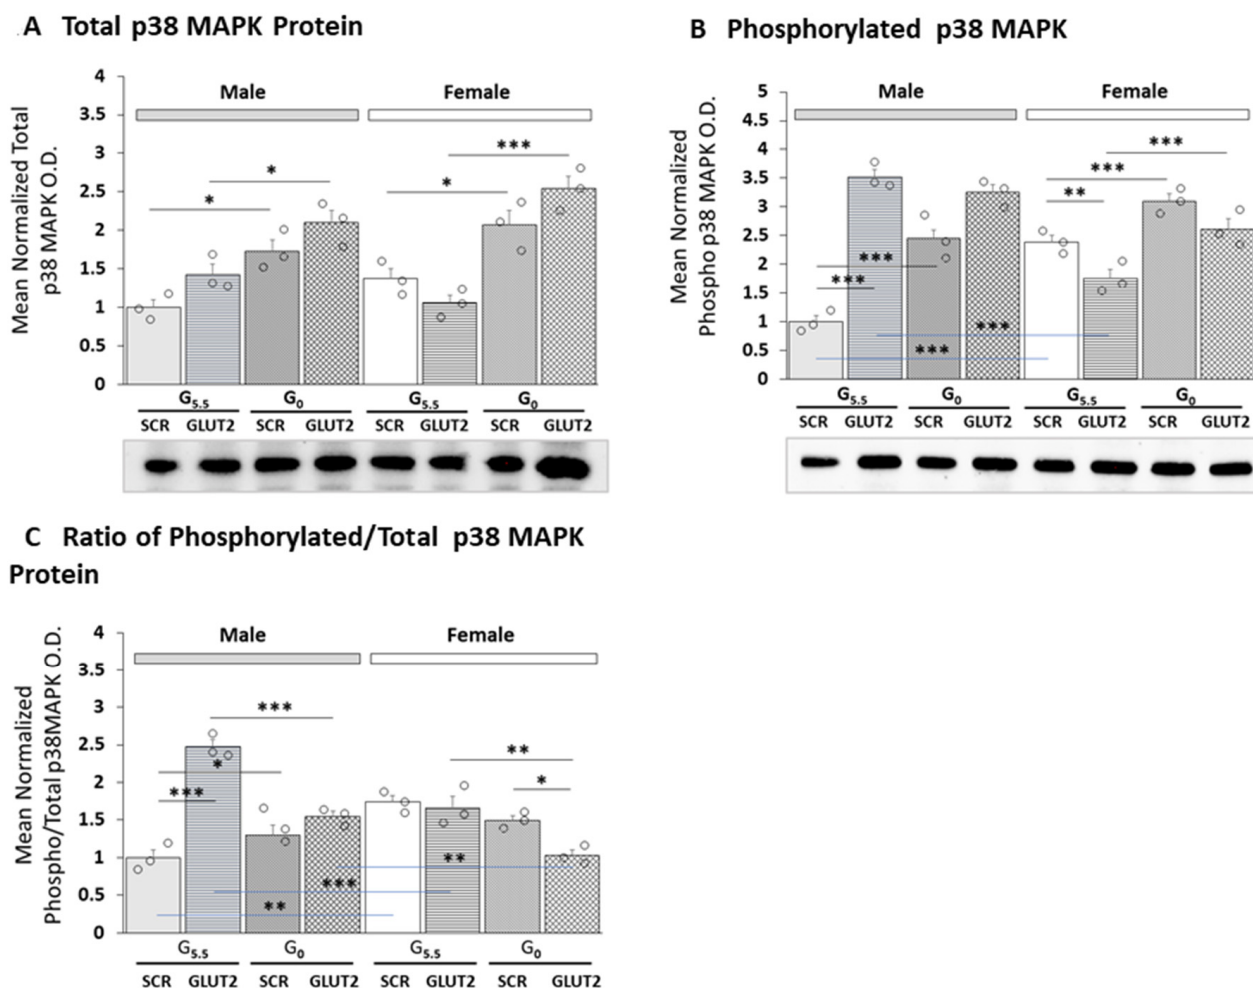 A Total p38 MAPK Protein
Mean Normalized Total
p38 MAPK O.D.
4
3.5
3
2.5
2
1.5
1
0.5
0
Male Female
* * * ***
G5.5 G0 G5.5 G0
SCR GLUT2 SCR GLUT2 SCR GLUT2 SCR GLUT2
B Phosphorylated p38 MAPK
Mean Normalized
Phospho p38 MAPK O.D.
5
4.5
4
3.5
3
2.5
2
1.5
1
0.5
0
Male Female
***
***
**
***
***
***
***
G5.5 G0 G5.5 G0
SCR GLUT2 SCR GLUT2 SCR GLUT2 SCR GLUT2
C Ratio of Phosphorylated/Total p38 MAPK
Protein
Mean Normalized
Phospho/Total p38MAPK O.D.
4
3.5
3
2.5
2
1.5
1
0.5
0
Male Female
***
**
*
*
***
**
***
**
G5.5 G0 G5.5 G0
SCR GLUT2 SCR GLUT2 SCR GLUT2 SCR GLUT2